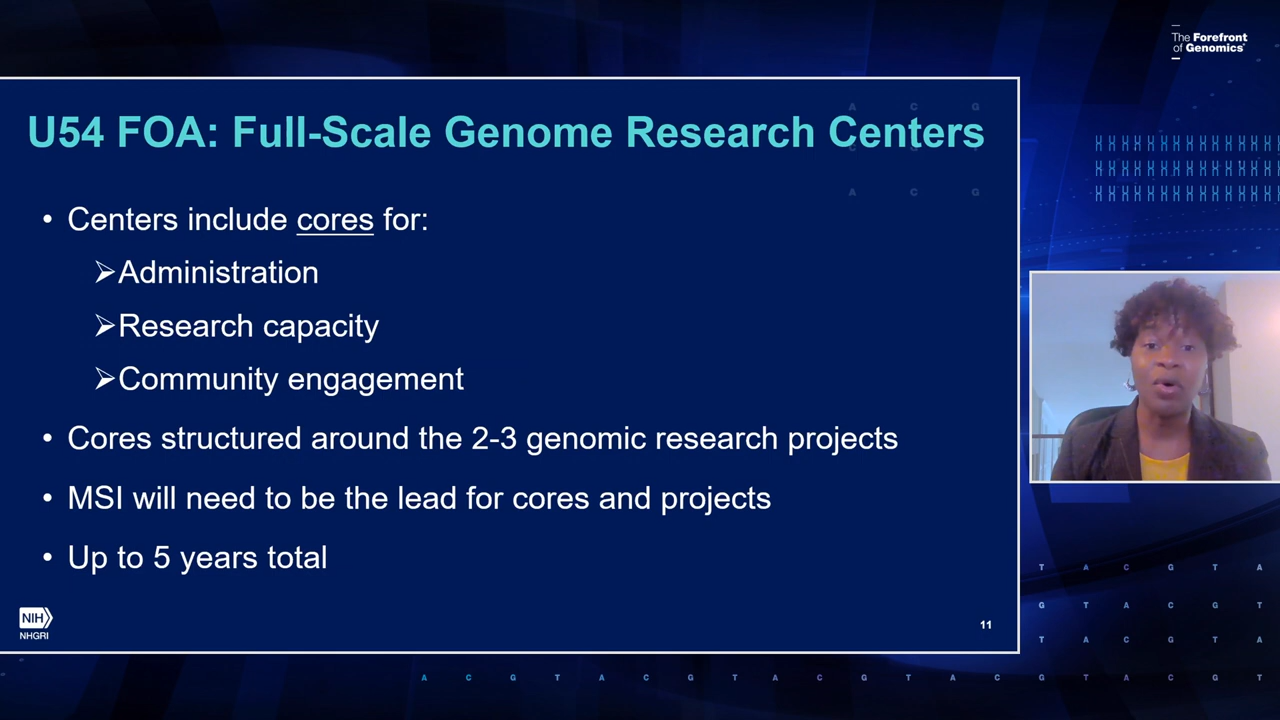 The Forefront
of Genomics®
A C G
U54 FOA: Full-Scale Genome Research Centers
C G T
A C G
• Centers include cores for:
➢Administration
➢Research capacity
➢Community engagement
• Cores structured around the 2-3 genomic research projects
• MSI will need to be the lead for cores and projects
• Up to 5 years total
NIH
NHGRI
11
T A C G T A
G T A C G T
T A C G T A
A C G T A C G T A C G T A C G T A C G T